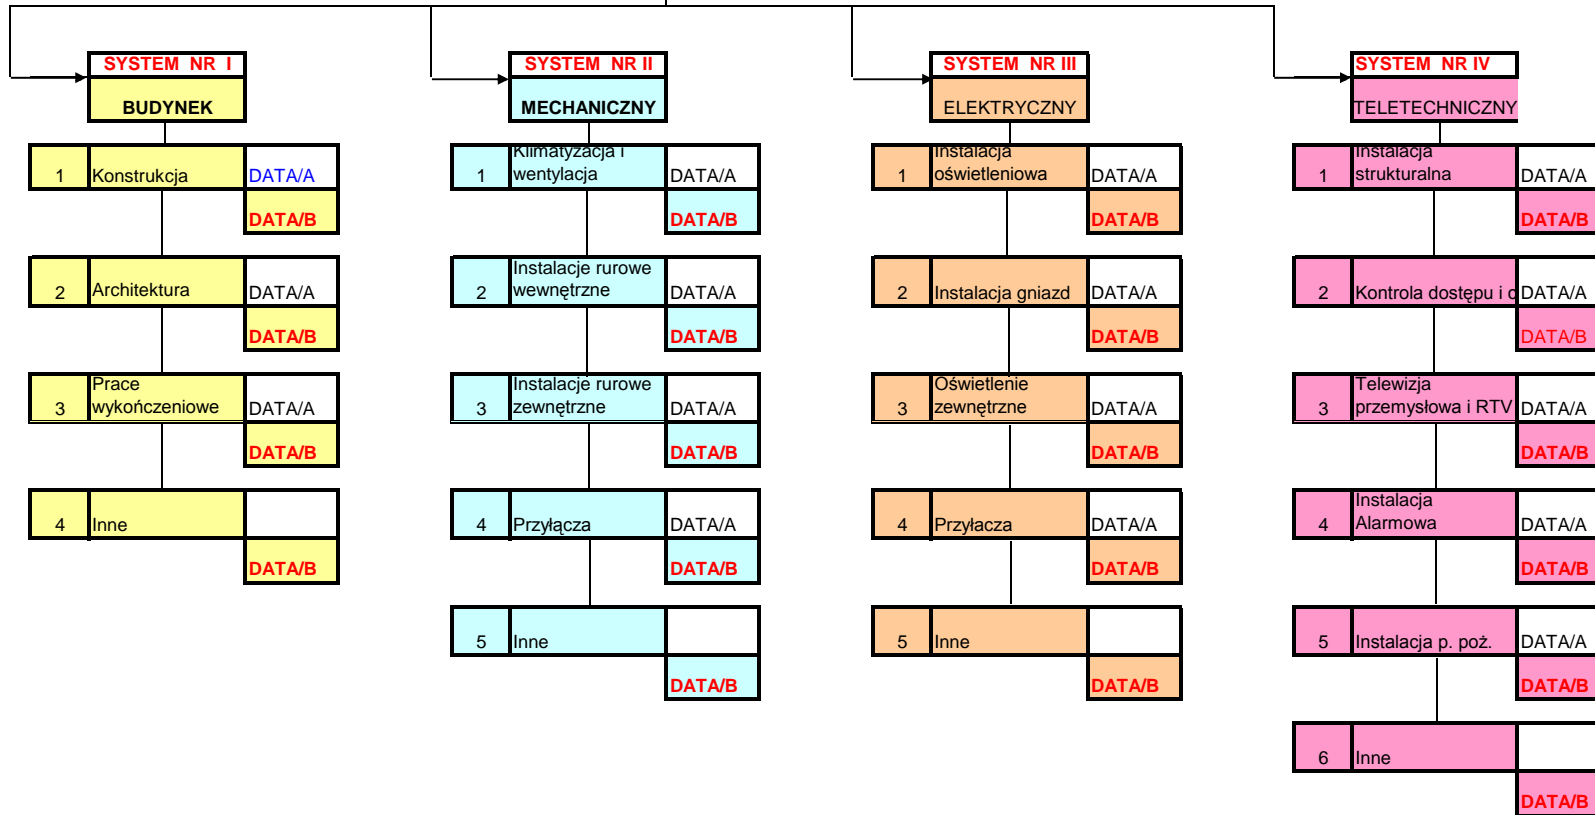 SYSTEM NR I
BUDYNEK
1 Konstrukcja DATA/A
DATA/B
2 Architektura DATA/A
DATA/B
3 Prace
wykończeniowe DATA/A
DATA/B
4 Inne
DATA/B
SYSTEM NR II
MECHANICZNY
1 Klimatyzacja i
wentylacja DATA/A
DATA/B
2 Instalacje rurowe
wewnętrzne DATA/A
DATA/B
3 Instalacje rurowe
zewnętrzne DATA/A
DATA/B
4 Przyłącza DATA/A
DATA/B
5 Inne
DATA/B
SYSTEM NR III
ELEKTRYCZNY
1 Instalacja
oświetleniowa DATA/A
DATA/B
2 Instalacja gniazd DATA/A
DATA/B
3 Oświetlenie
zewnętrzne DATA/A
DATA/B
4 Przyłacza DATA/A
DATA/B
5 Inne
DATA/B
SYSTEM NR IV
TELETECHNICZNY
1 Instalacja
strukturalna DATA/A
DATA/B
2 Kontrola dostępu i DATA/A
DATA/B
3 Telewizja
przemysłowa i RTV DATA/A
DATA/B
4 Instalacja
Alarmowa DATA/A
DATA/B
5 Instalacja p. poż. DATA/A
DATA/B
6 Inne
DATA/B